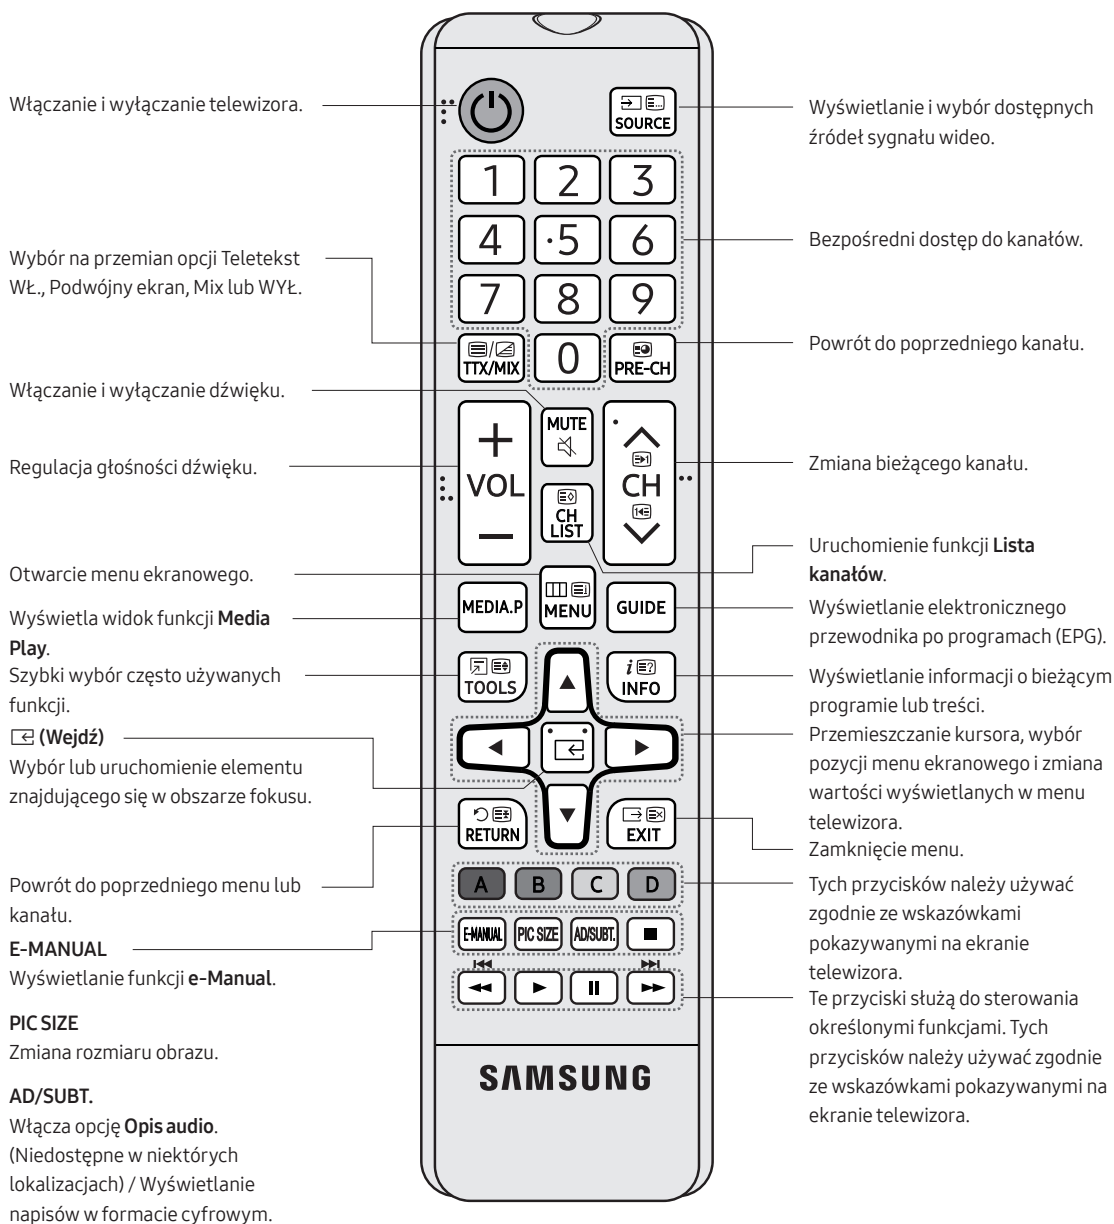 Włączanie i wyłączanie telewizora.
Wybór na przemian opcji Teletekst
WŁ., Podwójny ekran, Mix lub WYŁ.
Włączanie i wyłączanie dźwięku.
Regulacja głośności dźwięku.
Otwarcie menu ekranowego.
Wyświetla widok funkcji Media
Play.
Szybki wybór często używanych
funkcji.
(Wejdź)
Wybór lub uruchomienie elementu
znajdującego się w obszarze fokusu.
Powrót do poprzedniego menu lub
kanału.
E-MANUAL
Wyświetlanie funkcji e-Manual.
PIC SIZE
Zmiana rozmiaru obrazu.
AD/SUBT.
Włącza opcję Opis audio.
(Niedostępne w niektórych
lokalizacjach) / Wyświetlanie
napisów w formacie cyfrowym.
SOURCE
1 2 3
4 5 6
7 8 9
TTX/MIX 0 PRE-CH
MUTE
+
VOL
−
CH
CH
LIST
MEDIA.P MENU GUIDE
TOOLS INFO
RETURN EXIT
A B C D
E-MANUAL PIC SIZE AD/SUBT.
SAMSUNG
Wyświetlanie i wybór dostępnych
źródeł sygnału wideo.
Bezpośredni dostęp do kanałów.
Powrót do poprzedniego kanału.
Zmiana bieżącego kanału.
Uruchomienie funkcji Lista
kanałów.
Wyświetlanie elektronicznego
przewodnika po programach (EPG).
Wyświetlanie informacji o bieżącym
programie lub treści.
Przemieszczanie kursora, wybór
pozycji menu ekranowego i zmiana
wartości wyświetlanych w menu
telewizora.
Zamknięcie menu.
Tych przycisków należy używać
zgodnie ze wskazówkami
pokazywanymi na ekranie
telewizora.
Te przyciski służą do sterowania
określonymi funkcjami. Tych
przycisków należy używać zgodnie
ze wskazówkami pokazywanymi na
ekranie telewizora.